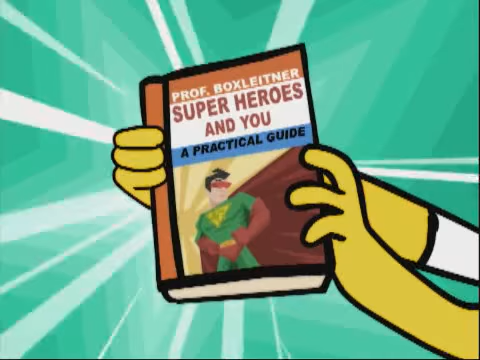 PROF. BOXLEITNER
SUPER HEROES
AND YOU
A PRACTICAL GUIDE